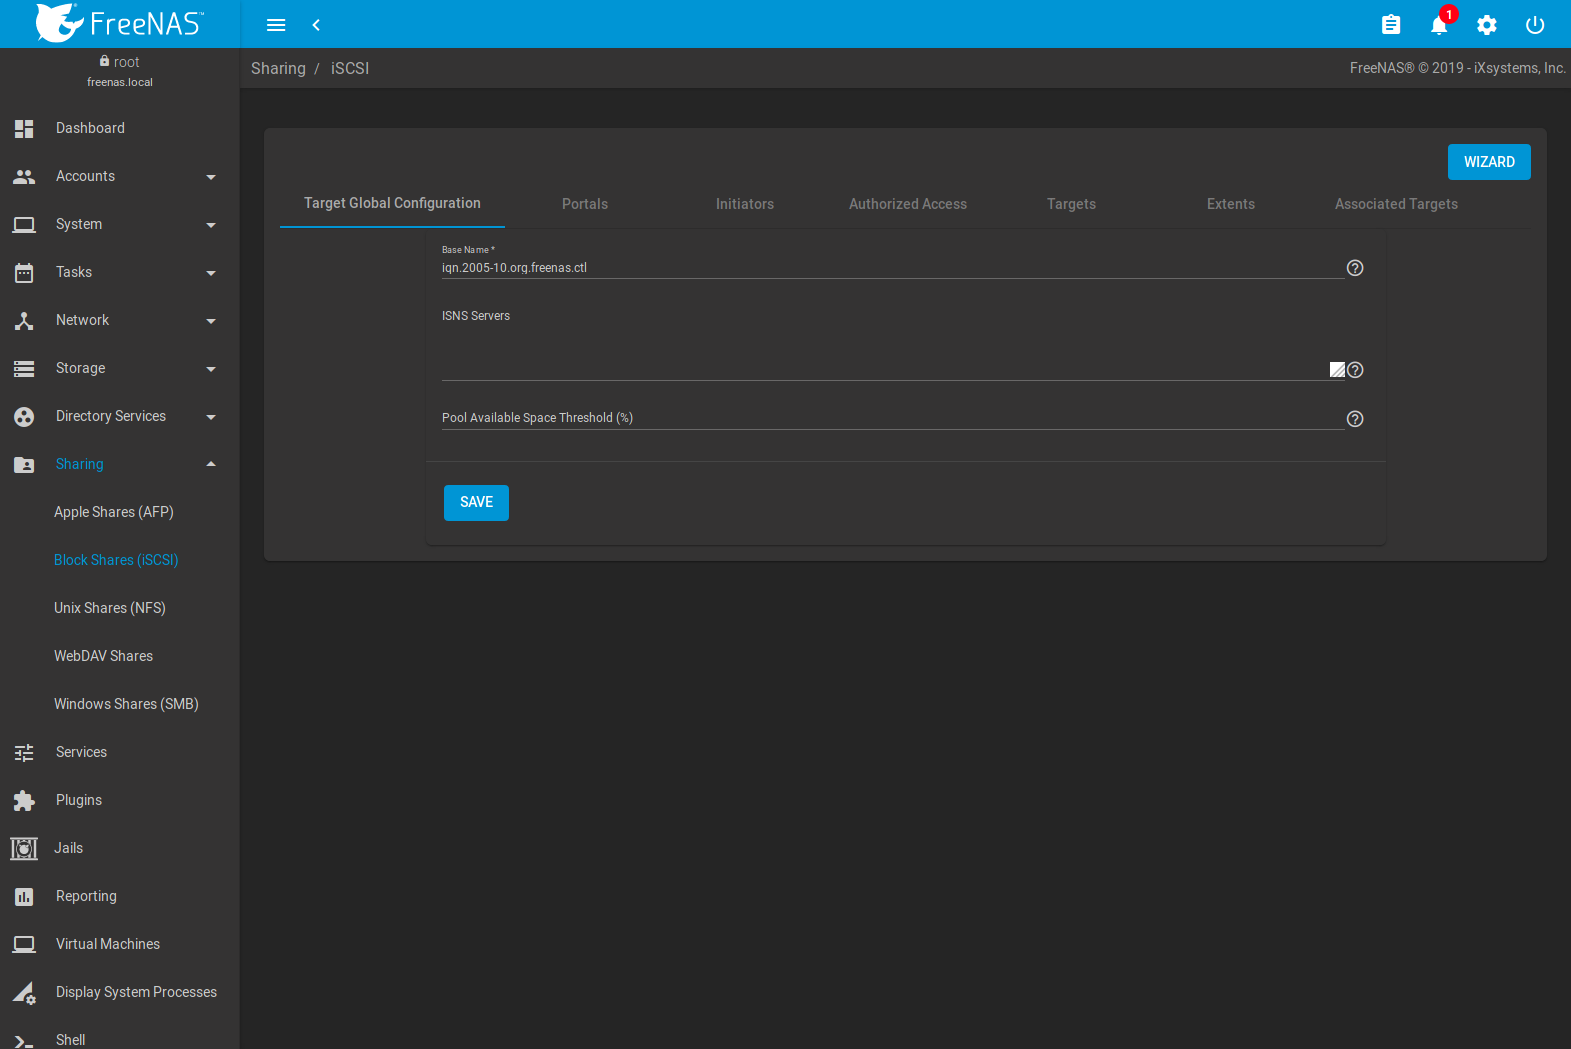 FreeNAS™
1
root
freenas.local
Sharing / iSCSI
FreeNAS® © 2019 - iXsystems, Inc.
Dashboard
Accounts
System
Tasks
Network
Storage
Directory Services
Sharing
Apple Shares (AFP)
Block Shares (iSCSI)
Unix Shares (NFS)
WebDAV Shares
Windows Shares (SMB)
Services
Plugins
Jails
Reporting
Virtual Machines
Display System Processes
Shell
WIZARD
Target Global Configuration
Portals
Initiators
Authorized Access
Targets
Extents
Associated Targets
Base Name *
iqn.2005-10.org.freenas.ctl
ISNS Servers
Pool Available Space Threshold (%)
SAVE